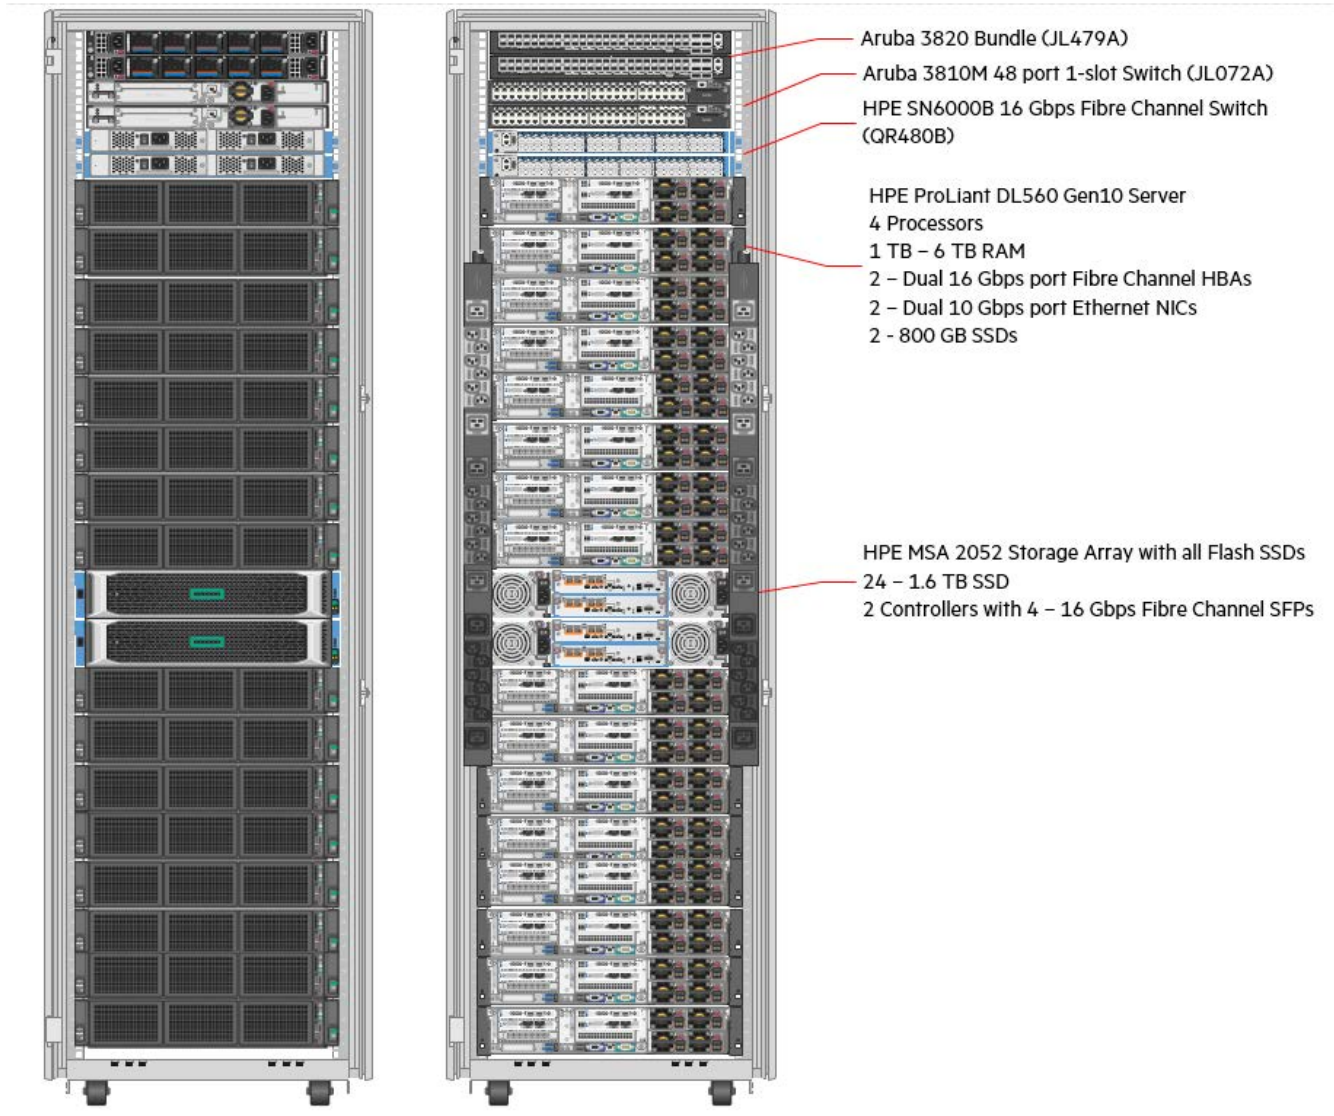 Aruba 3820 Bundle (JL479A)
Aruba 3810M 48 port 1-slot Switch (JL072A)
HPE SN6000B 16 Gbps Fibre Channel Switch
(QR480B)
HPE ProLiant DL560 Gen10 Server
4 Processors
1 TB – 6 TB RAM
2 – Dual 16 Gbps port Fibre Channel HBAs
2 – Dual 10 Gbps port Ethernet NICs
2 - 800 GB SSDs
HPE MSA 2052 Storage Array with all Flash SSDs
24 – 1.6 TB SSD
2 Controllers with 4 – 16 Gbps Fibre Channel SFPs